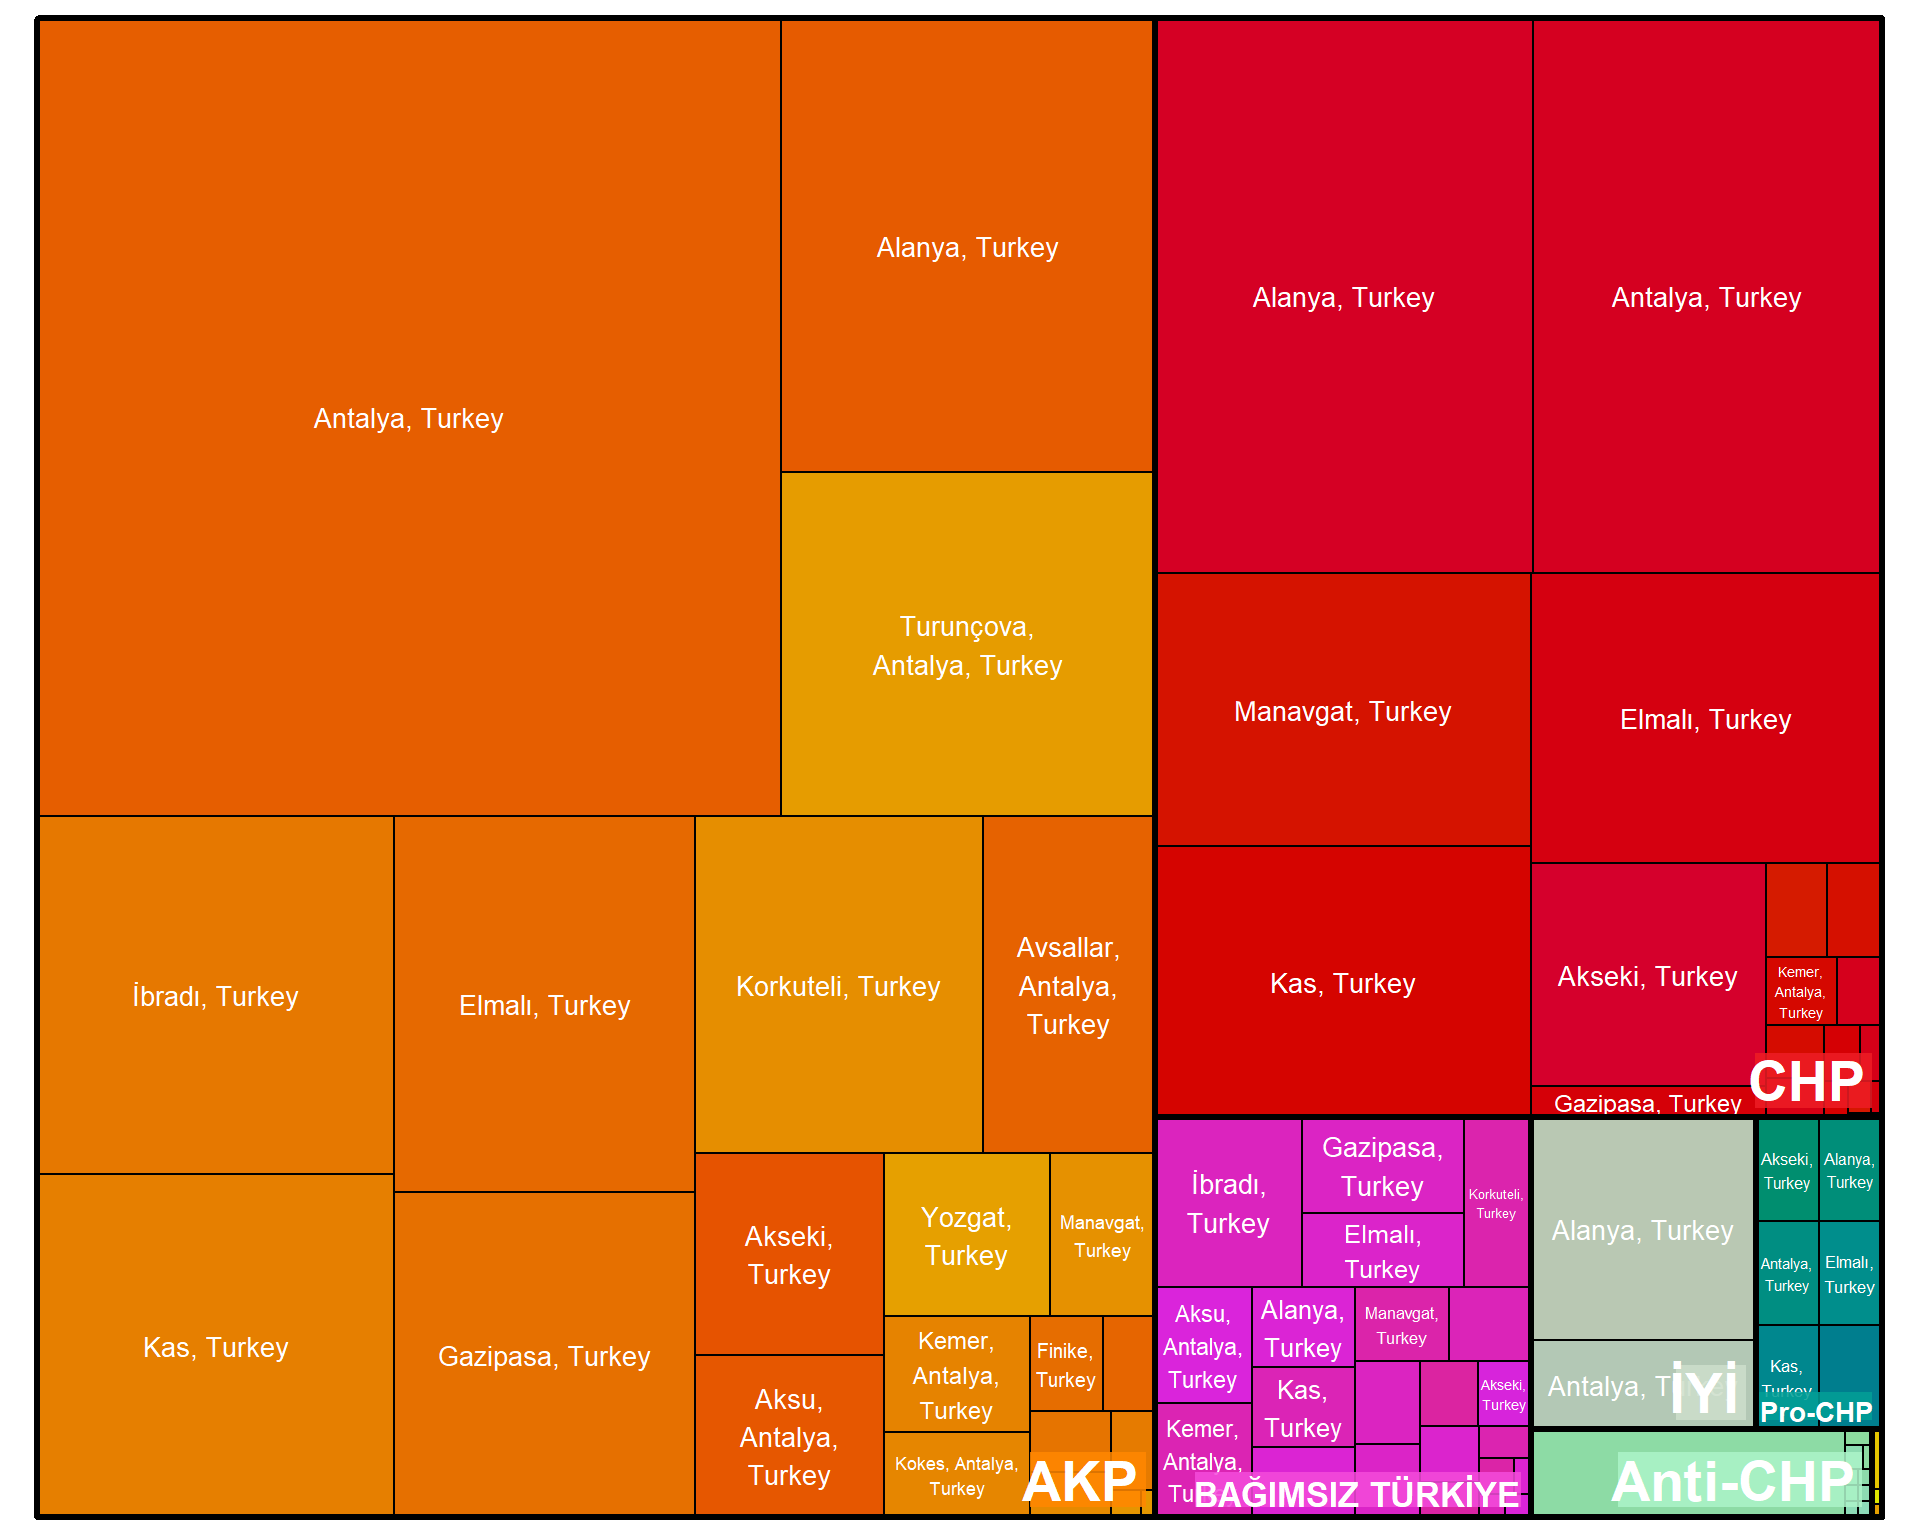 Antalya, Turkey
Alanya, Turkey
Turunçova,
Antalya, Turkey
İbradı, Turkey
Elmalı, Turkey
Korkuteli, Turkey
Avsallar,
Antalya,
Turkey
Kas, Turkey
Gazipasa, Turkey
Akseki,
Turkey
Aksu,
Antalya,
Turkey
Yozgat,
Turkey
Manavgat,
Turkey
Kemer,
Antalya,
Turkey
Finike,
Turkey
Kokes, Antalya,
Turkey
AKP
Alanya, Turkey
Antalya, Turkey
Manavgat, Turkey
Elmalı, Turkey
Kas, Turkey
Akseki, Turkey
Kemer,
Antalya,
Turkey
Gazipasa, Turkey
CHP
İbradı,
Turkey
Gazipasa,
Turkey
Elmalı,
Turkey
Korkuteli,
Turkey
Aksu,
Antalya,
Turkey
Alanya,
Turkey
Manavgat,
Turkey
Kas,
Turkey
Akseki,
Turkey
Kemer,
Antalya,
BAĞIMSIZ TÜRKİYE
Alanya, Turkey
Antalya,
İYİ
Akseki,
Turkey
Alanya,
Turkey
Antalya,
Turkey
Elmalı,
Turkey
Kas,
Turkey
Pro-CHP
Anti-CHP